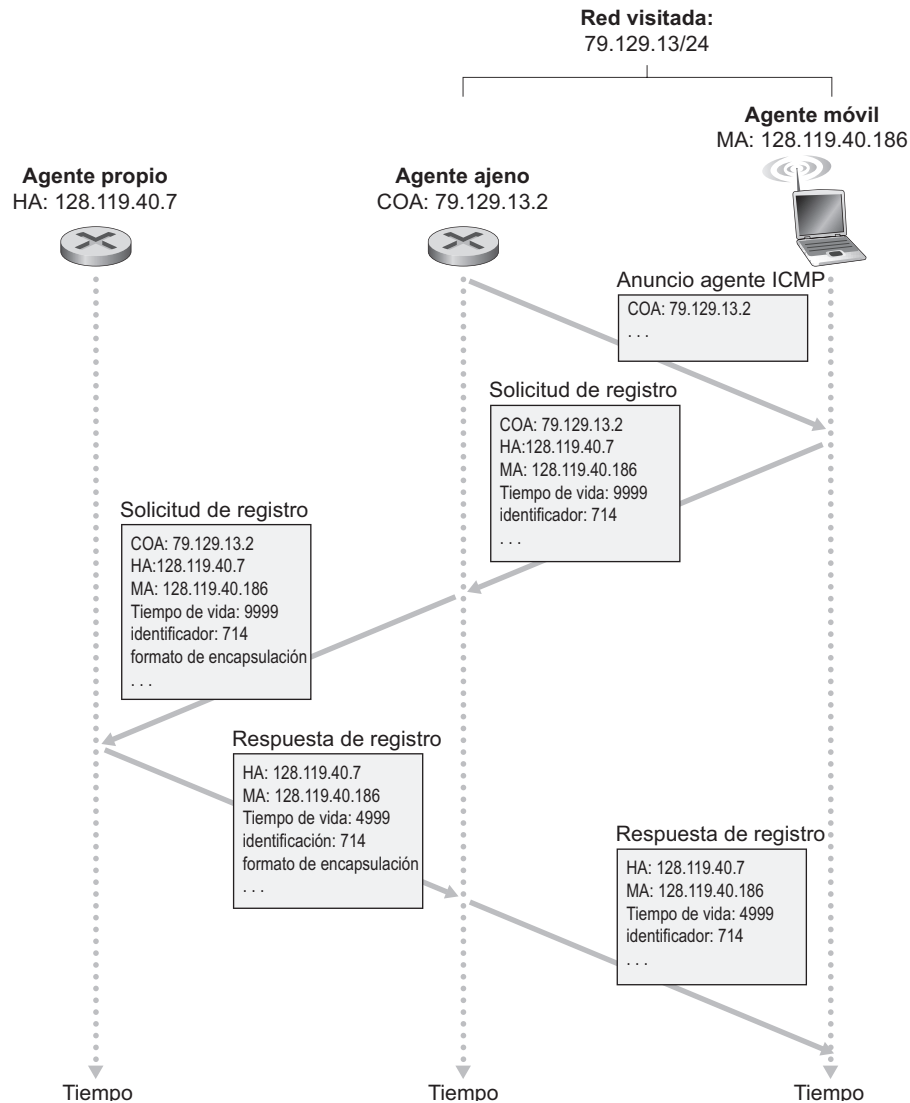 Red visitada:
79.129.13/24
Agente móvil
MA: 128.119.40.186
Agente propio
HA: 128.119.40.7
Agente ajeno
COA: 79.129.13.2
Anuncio agente ICMP
COA: 79.129.13.2
. . .
Solicitud de registro
COA: 79.129.13.2
HA:128.119.40.7
MA: 128.119.40.186
Tiempo de vida: 9999
identificador: 714
. . .
Solicitud de registro
COA: 79.129.13.2
HA:128.119.40.7
MA: 128.119.40.186
Tiempo de vida: 9999
identificador: 714
formato de encapsulación
. . .
Respuesta de registro
HA: 128.119.40.7
MA: 128.119.40.186
Tiempo de vida: 4999
identificación: 714
formato de encapsulación
. . .
Respuesta de registro
HA: 128.119.40.7
MA: 128.119.40.186
Tiempo de vida: 4999
identificador: 714
. . .
Tiempo
Tiempo
Tiempo